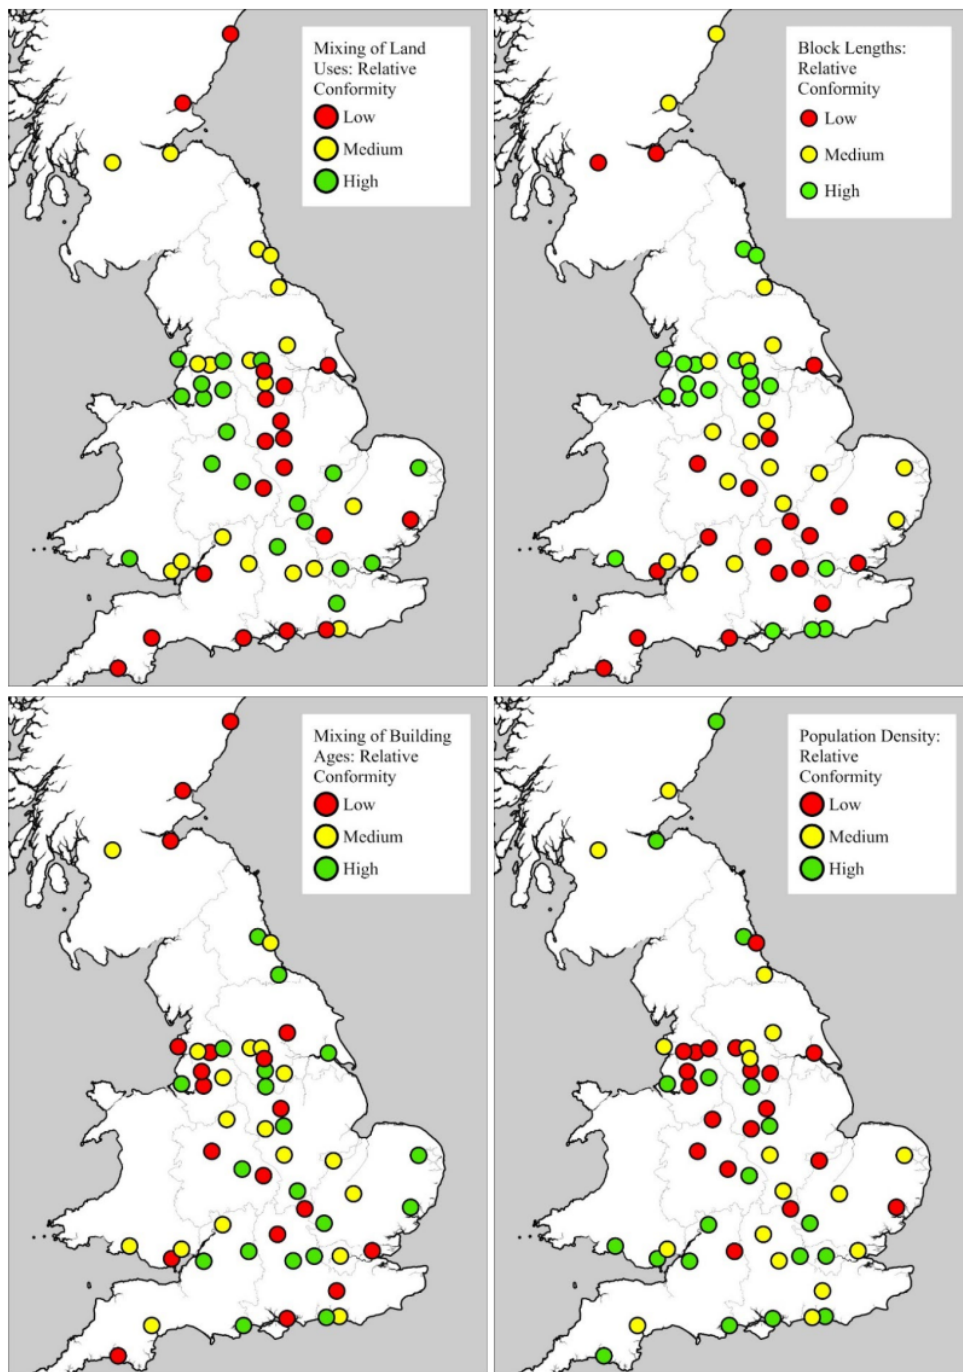 Mixing of Land
Uses: Relative
Conformity
Low
Medium
High
Block Lengths:
Relative
Conformity
Low
Medium
High
Mixing of Building
Ages: Relative
Conformity
Low
Medium
High
Population Density:
Relative
Conformity
Low
Medium
High